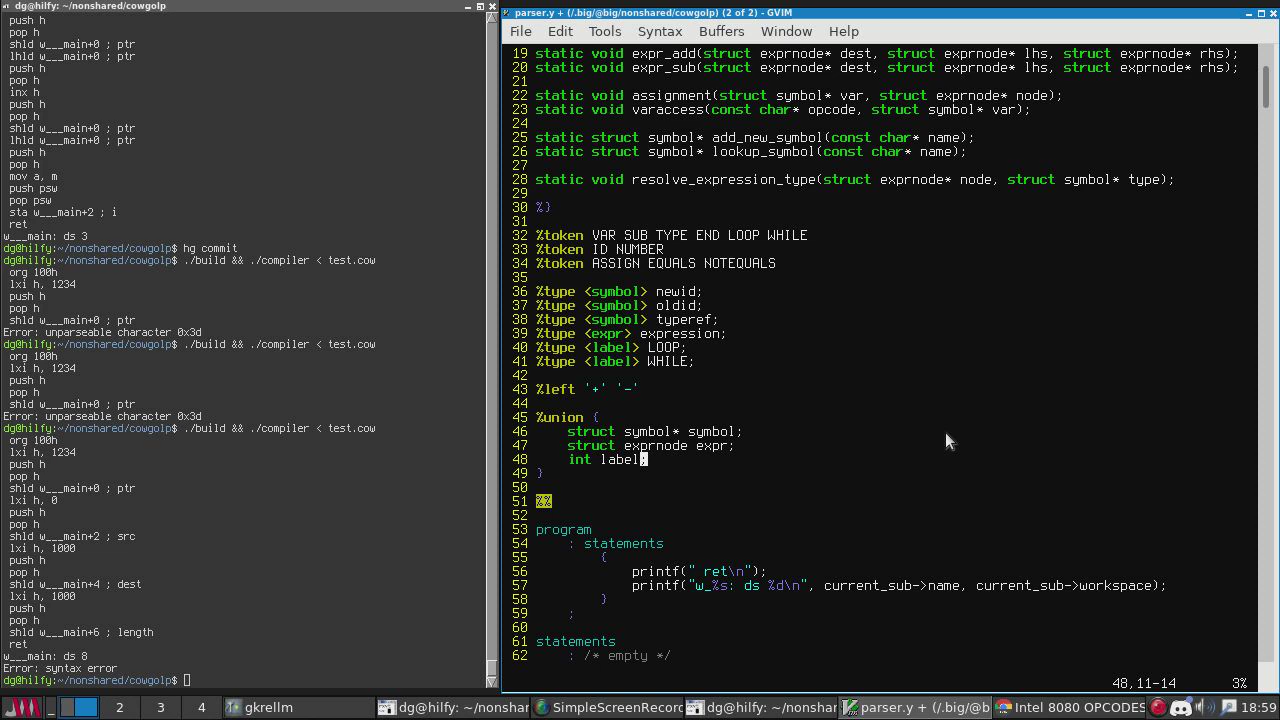 dg@hilfy: ~/nonshared/cowgolp
push h
pop h
shld w___main+0 ; ptr
lhld w___main+0 ; ptr
push h
pop h
inx h
push h
pop h
shld w___main+0 ; ptr
lhld w___main+0 ; ptr
push h
pop h
mov a, m
push psw
pop psw
sta w___main+2 ; i
ret
w___main: ds 3
dg@hilfy:~/nonshared/cowgolp$ hg commit
dg@hilfy:~/nonshared/cowgolp$ ./build && ./compiler < test.cow
org 100h
lxi h, 1234
push h
pop h
shld w___main+0 ; ptr
Error: unparseable character 0x3d
dg@hilfy:~/nonshared/cowgolp$ ./build && ./compiler < test.cow
org 100h
lxi h, 1234
push h
pop h
shld w___main+0 ; ptr
Error: unparseable character 0x3d
dg@hilfy:~/nonshared/cowgolp$ ./build && ./compiler < test.cow
org 100h
lxi h, 1234
push h
pop h
shld w___main+0 ; ptr
lxi h, 0
push h
pop h
shld w___main+2 ; src
lxi h, 1000
push h
pop h
shld w___main+4 ; dest
lxi h, 1000
push h
pop h
shld w___main+6 ; length
ret
w___main: ds 8
Error: syntax error
dg@hilfy:~/nonshared/cowgolp$
parser.y + (/.big/@big/nonshared/cowgol) (2 of 2) - GVIM
File Edit Tools Syntax Buffers Window Help
19 static void expr_add(struct exprnode* dest, struct exprnode* lhs, struct exprnode* rhs);
20 static void expr_sub(struct exprnode* dest, struct exprnode* lhs, struct exprnode* rhs);
21
22 static void assignment(struct symbol* var, struct exprnode* node);
23 static void varaccess(const char* opcode, struct symbol* var);
24
25 static struct symbol* add_new_symbol(const char* name);
26 static struct symbol* lookup_symbol(const char* name);
27
28 static void resolve_expression_type(struct exprnode* node, struct symbol* type);
29
30 %}
31
32 %token VAR SUB TYPE END LOOP WHILE
33 %token ID NUMBER
34 %token ASSIGN EQUALS NOTEQUALS
35
36 %type <symbol> newid;
37 %type <symbol> oldid;
38 %type <symbol> typeref;
39 %type <expr> expression;
40 %type <label> LOOP;
41 %type <label> WHILE;
42
43 %left '+' '-'
44
45 %union {
46 struct symbol* symbol;
47 struct exprnode expr;
48 int label;
49 }
50
51 %%
52
53 program
54 : statements
55 {
56 printf(" ret\n");
57 printf("w_%s: ds %d\n", current_sub->name, current_sub->workspace);
58 }
59 ;
60
61 statements
62 : /* empty */
48,11-14 3%
2 3 4 gkrellm dg@hilfy: ~/nonshar SimpleScreenRecord dg@hilfy: ~/nonshar parser.y + (/.big/@b Intel 8080 OPCODES 18:59